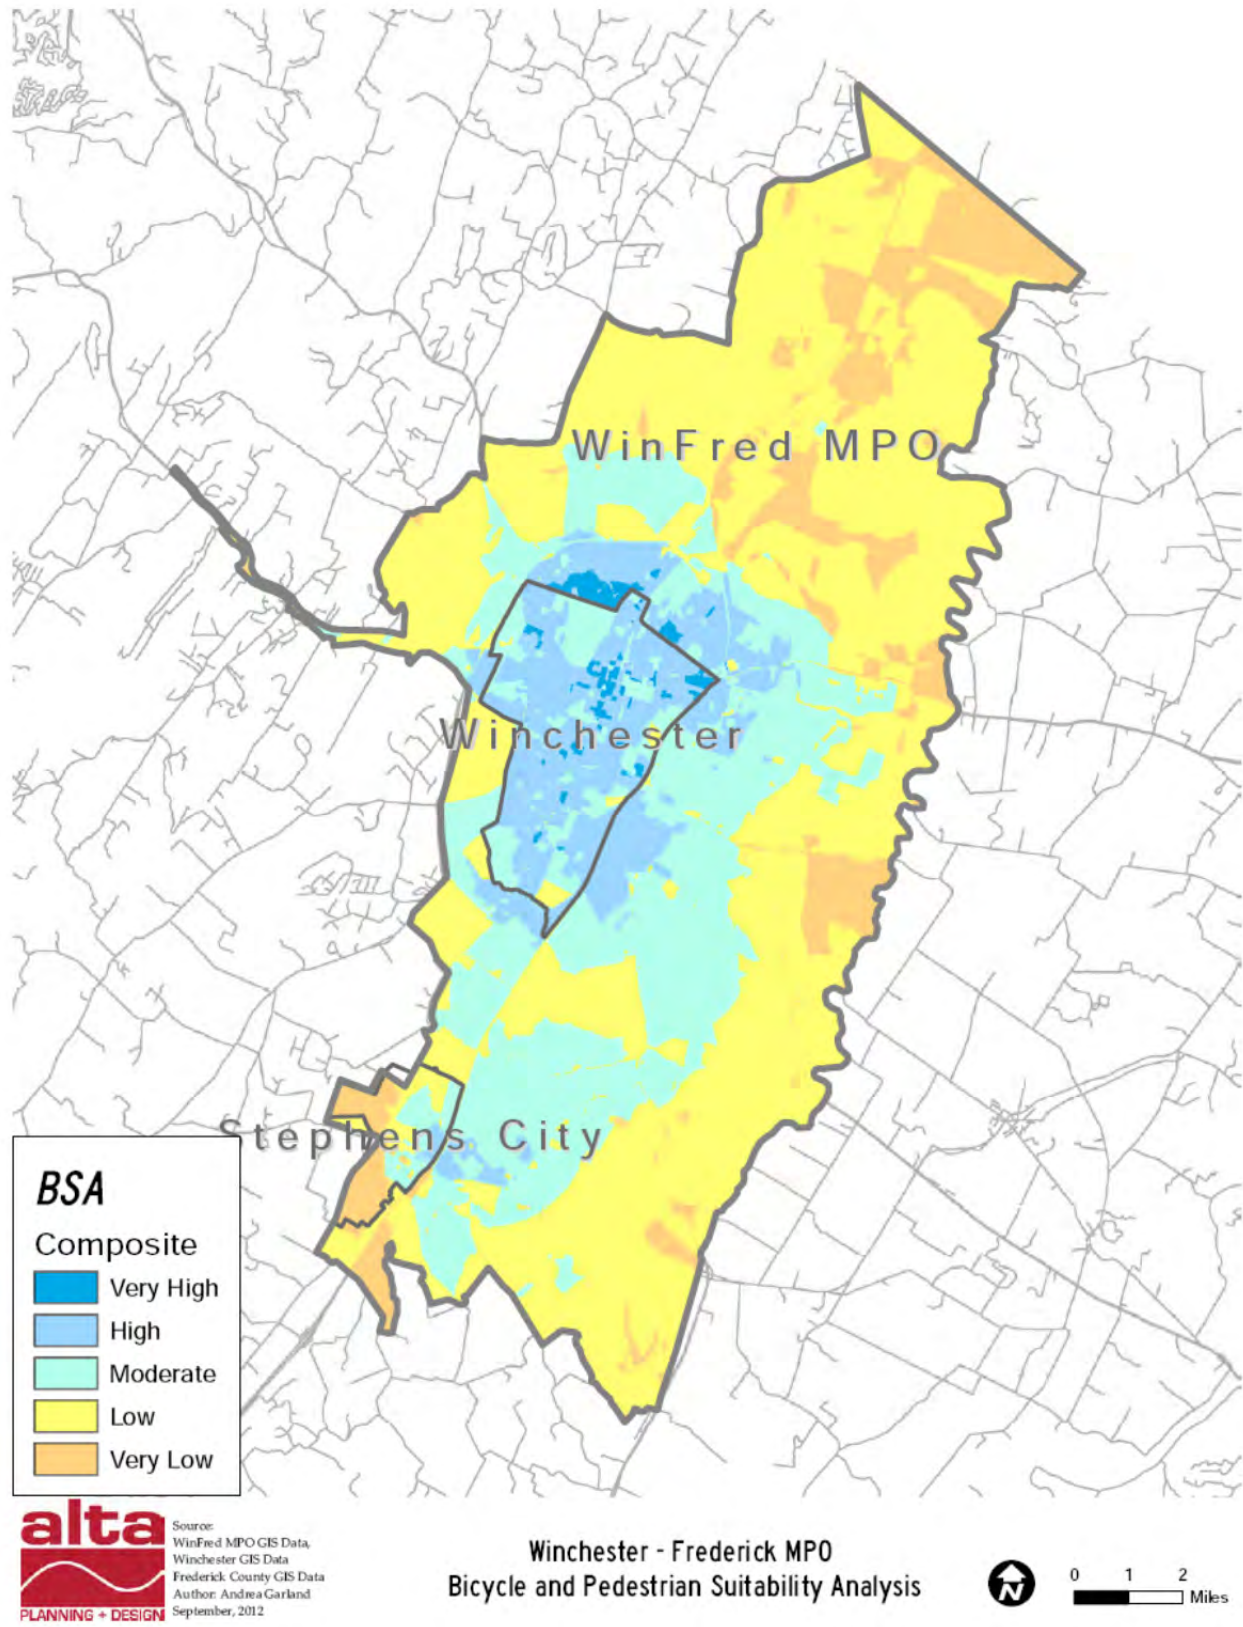 WinFred MPO
Winchester
Stephens City
BSA
Composite
Very High
High
Moderate
Low
Very Low
alta
PLANNING + DESIGN
Source:
WinFred MPO GIS Data,
Winchester GIS Data
Frederick County GIS Data
Author: Andrea Garland
September, 2012
Winchester - Frederick MPO
Bicycle and Pedestrian Suitability Analysis
N
0 1 2
Miles